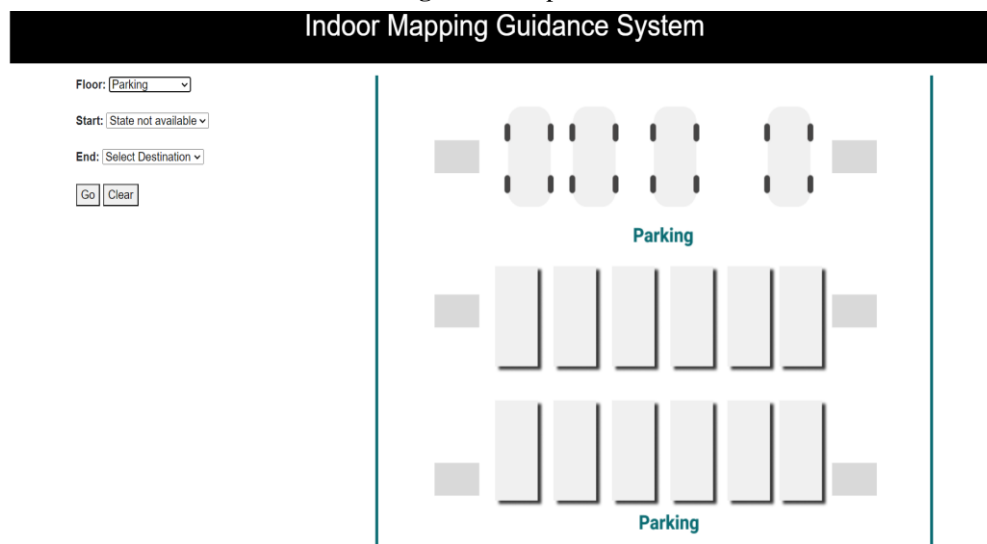 Indoor Mapping Guidance System
Floor: Parking
Start: State not available
End: Select Destination
Go Clear
Parking
Parking